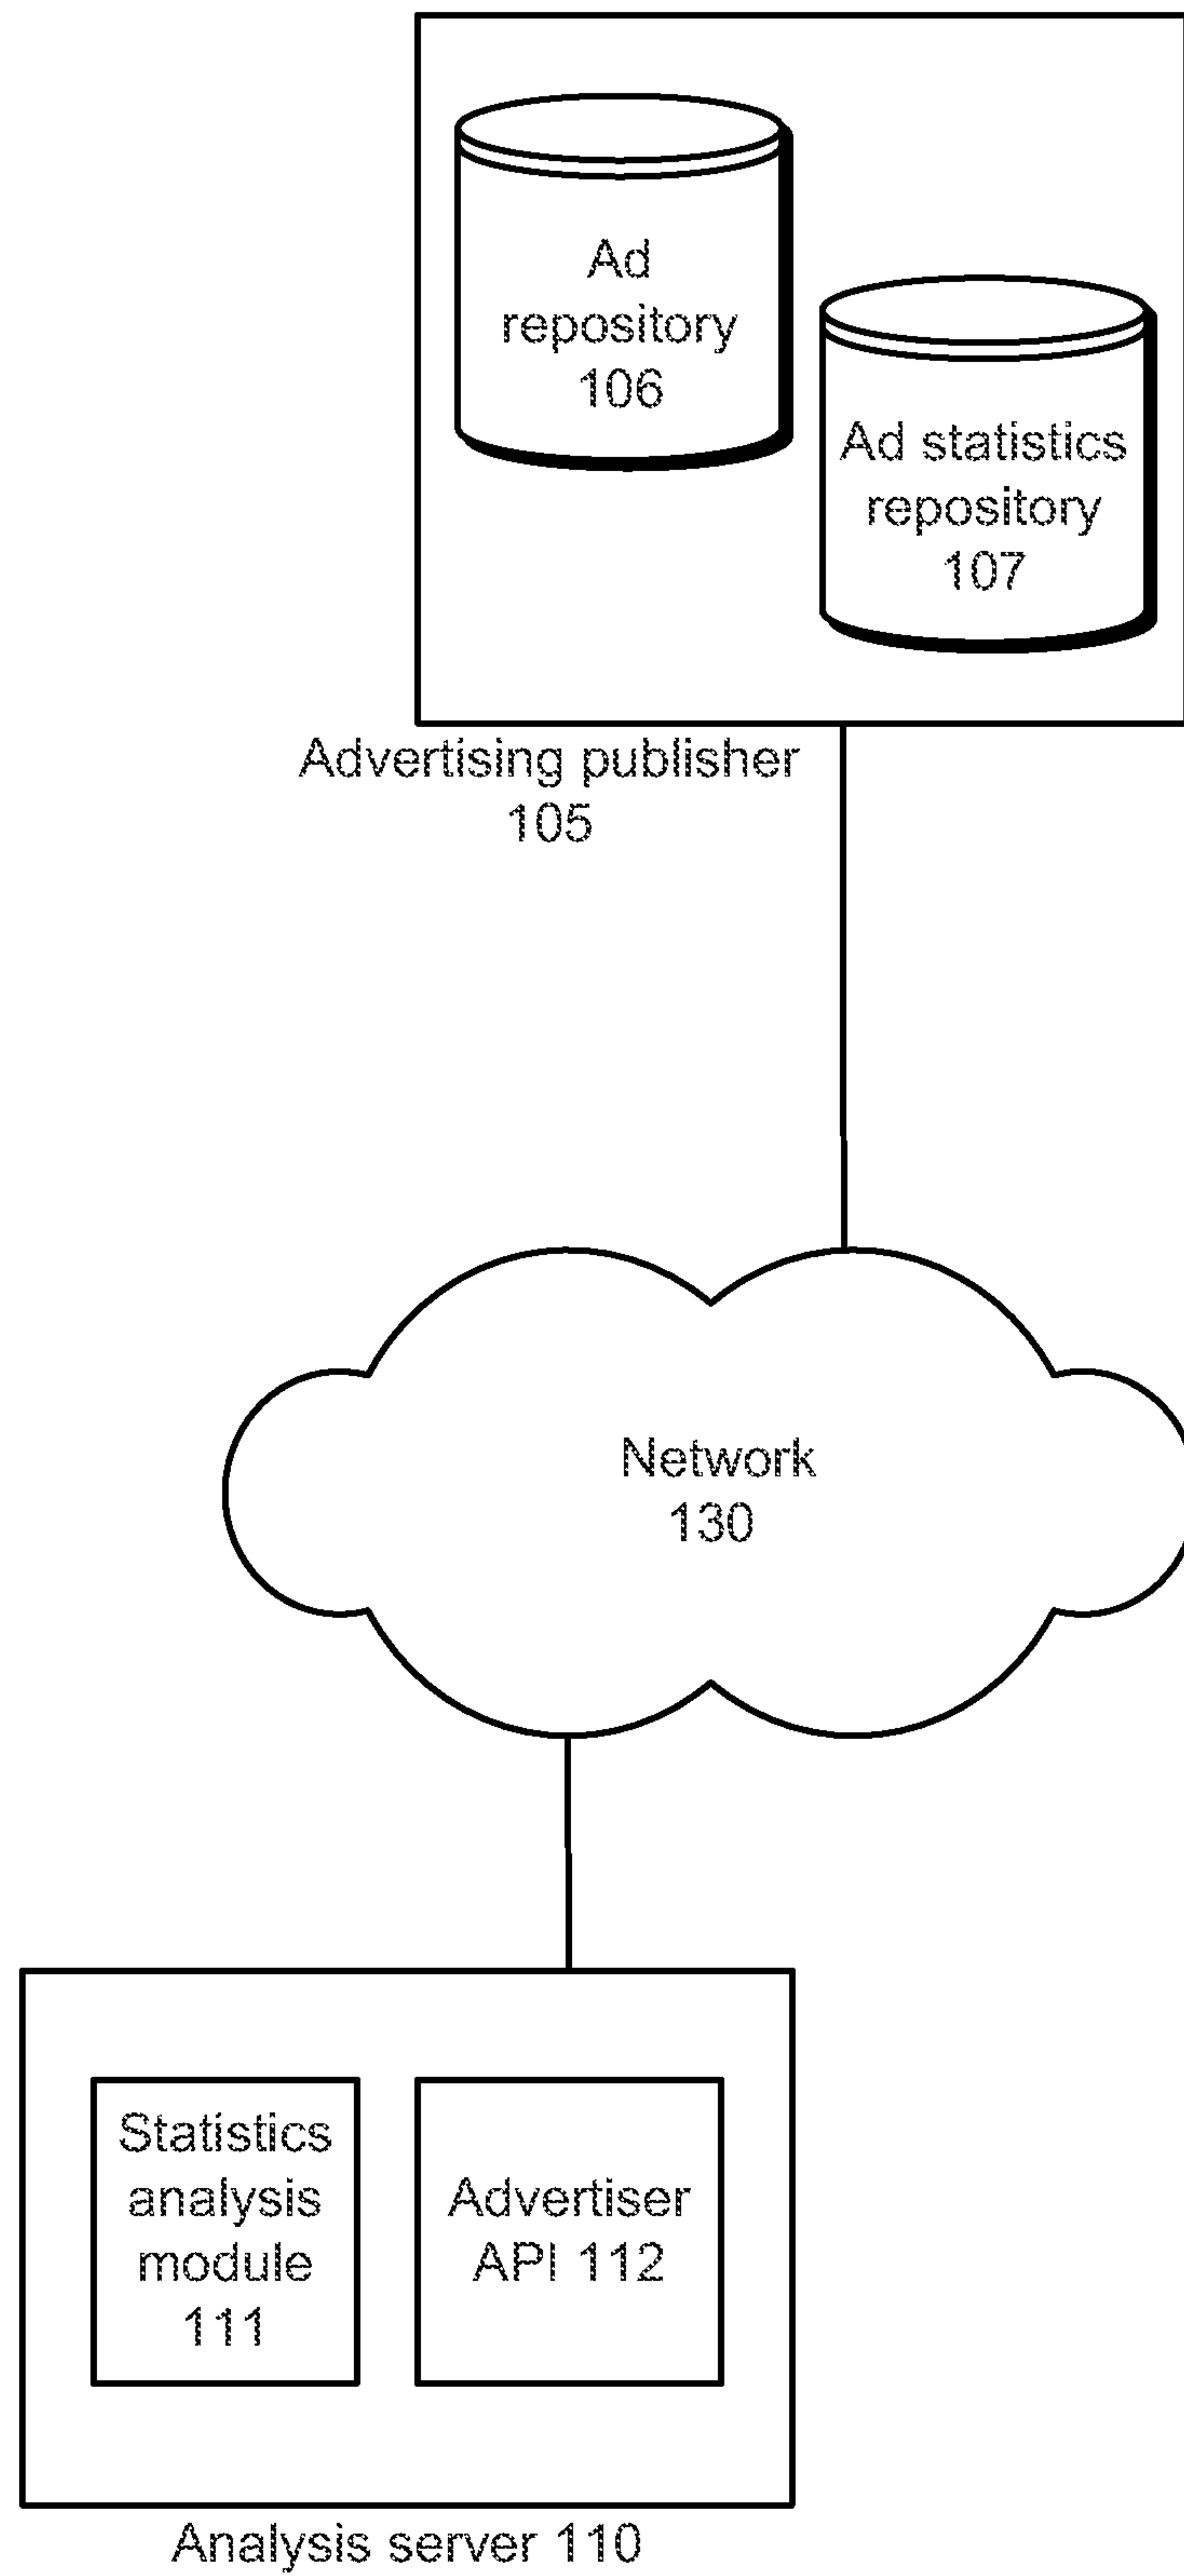 Ad
repository
106
Ad statistics
repository
107
Advertising publisher
105
Network
130
Statistics
analysis
module
111
Advertiser
API 112
Analysis server 110